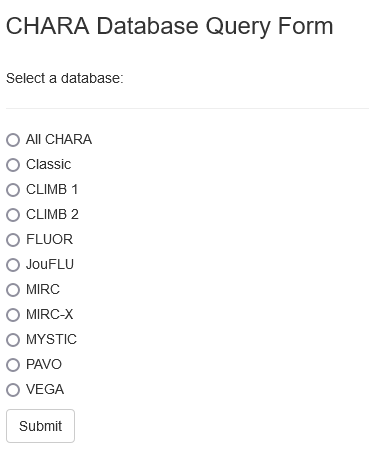 CHARA Database Query Form
Select a database:
All CHARA
Classic
CLIMB 1
CLIMB 2
FLUOR
JouFLU
MIRC
MIRC-X
MYSTIC
PAVO
VEGA
Submit